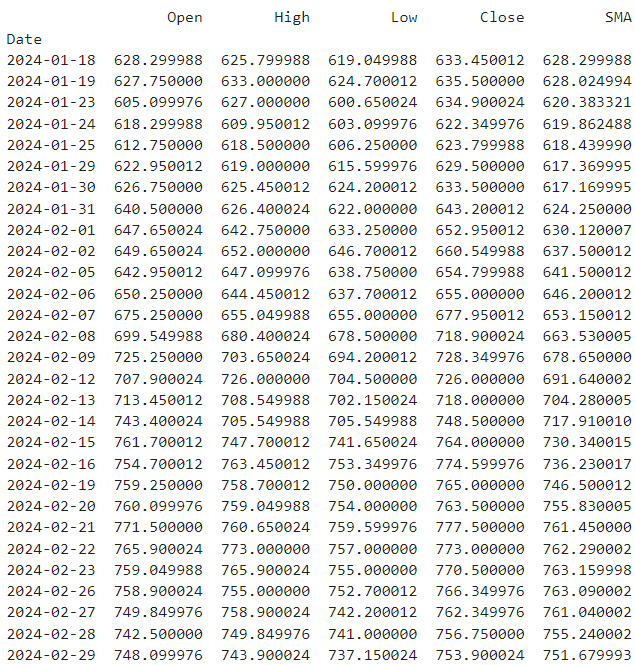 Open High Low Close SMA
Date
2024-01-18 628.299988 625.799988 619.049988 633.450012 628.299988
2024-01-19 627.750000 633.000000 624.700012 635.500000 628.024994
2024-01-23 605.099976 627.000000 600.650024 634.900024 620.383321
2024-01-24 618.299988 609.950012 603.099976 622.349976 619.862488
2024-01-25 612.750000 618.500000 606.250000 623.799988 618.439990
2024-01-29 622.950012 619.000000 615.599976 629.500000 617.369995
2024-01-30 626.750000 625.450012 624.200012 633.500000 617.169995
2024-01-31 640.500000 626.400024 622.000000 643.200012 624.250000
2024-02-01 647.650024 642.750000 633.250000 652.950012 630.120007
2024-02-02 649.650024 652.000000 646.700012 660.549988 637.500012
2024-02-05 642.950012 647.099976 638.750000 654.799988 641.500012
2024-02-06 650.250000 644.450012 637.700012 655.000000 646.200012
2024-02-07 675.250000 655.049988 655.000000 677.950012 653.150012
2024-02-08 699.549988 680.400024 678.500000 718.900024 663.530005
2024-02-09 725.250000 703.650024 694.200012 728.349976 678.650000
2024-02-12 707.900024 726.000000 704.500000 726.000000 691.640002
2024-02-13 713.450012 708.549988 702.150024 718.000000 704.280005
2024-02-14 743.400024 705.549988 705.549988 748.500000 717.910010
2024-02-15 761.700012 747.700012 741.650024 764.000000 730.340015
2024-02-16 754.700012 763.450012 753.349976 774.599976 736.230017
2024-02-19 759.250000 758.700012 750.000000 765.000000 746.500012
2024-02-20 760.099976 759.049988 754.000000 763.500000 755.830005
2024-02-21 771.500000 760.650024 759.599976 777.500000 761.450000
2024-02-22 765.900024 773.000000 757.000000 773.000000 762.290002
2024-02-23 759.049988 765.900024 755.000000 770.500000 763.159998
2024-02-26 758.900024 755.000000 752.700012 766.349976 763.090002
2024-02-27 749.849976 758.900024 742.200012 762.349976 761.040002
2024-02-28 742.500000 749.849976 741.000000 756.750000 755.240002
2024-02-29 748.099976 743.900024 737.150024 753.900024 751.679993